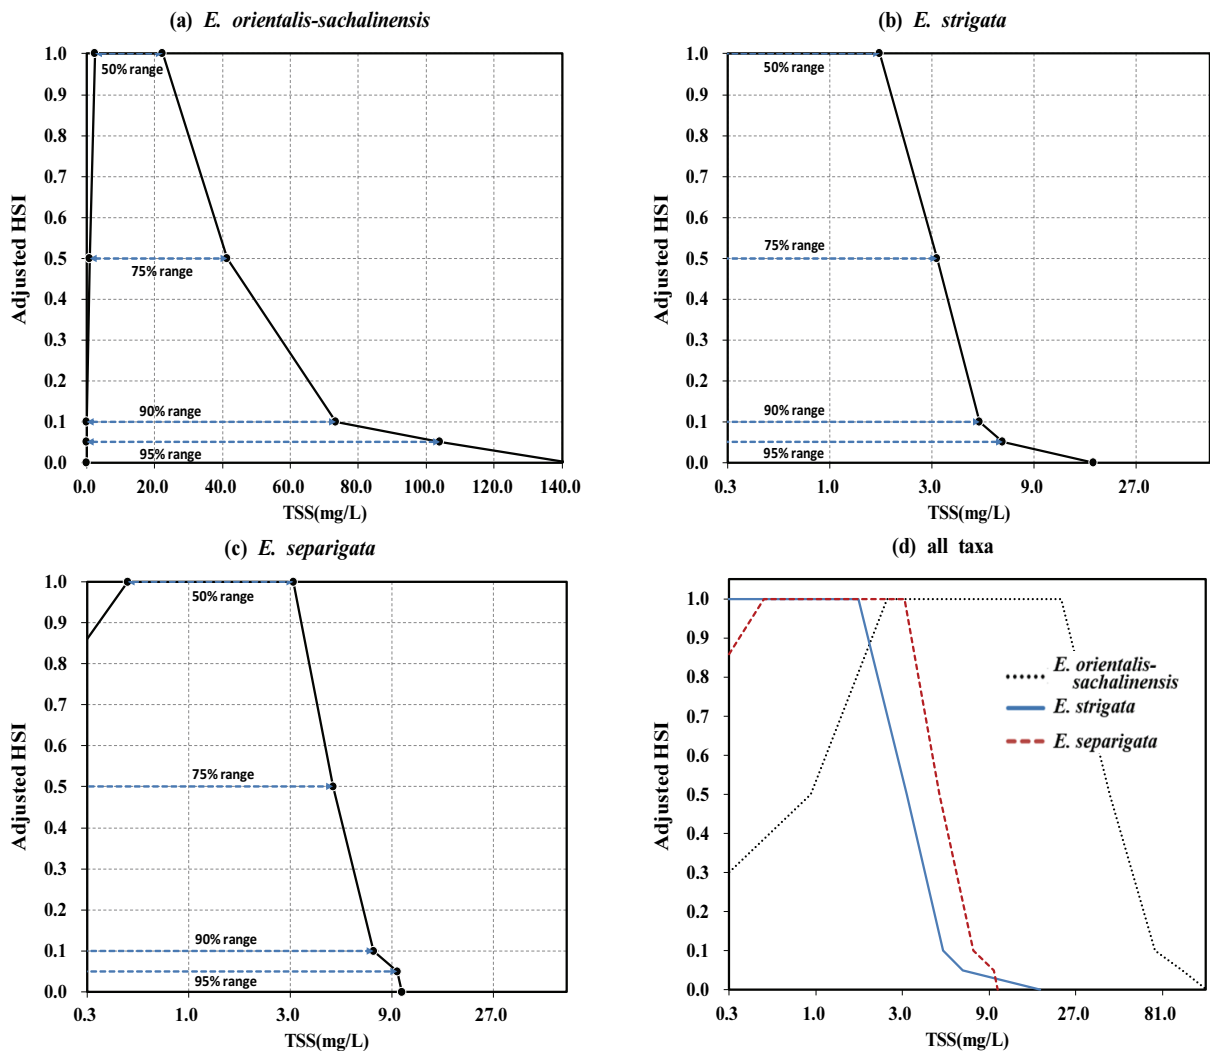 (a) E. orientalis-sachalinensis
1.0
0.9
0.8
0.7
0.6
0.5
0.4
0.3
0.2
0.1
0.0
Adjusted HSI
50% range
75% range
90% range
95% range
0.0 20.0 40.0 60.0 80.0 100.0 120.0 140.0
TSS(mg/L)
(b) E. strigata
1.0
0.9
0.8
0.7
0.6
0.5
0.4
0.3
0.2
0.1
0.0
Adjusted HSI
50% range
75% range
90% range
95% range
0.3 1.0 3.0 9.0 27.0
TSS(mg/L)
(c) E. separigata
1.0
0.9
0.8
0.7
0.6
0.5
0.4
0.3
0.2
0.1
0.0
Adjusted HSI
50% range
75% range
90% range
95% range
0.3 1.0 3.0 9.0 27.0
TSS(mg/L)
(d) all taxa
1.0
0.9
0.8
0.7
0.6
0.5
0.4
0.3
0.2
0.1
0.0
Adjusted HSI
E. orientalis-
sachalinensis
E. strigata
E. separigata
0.3 1.0 3.0 9.0 27.0 81.0
TSS(mg/L)